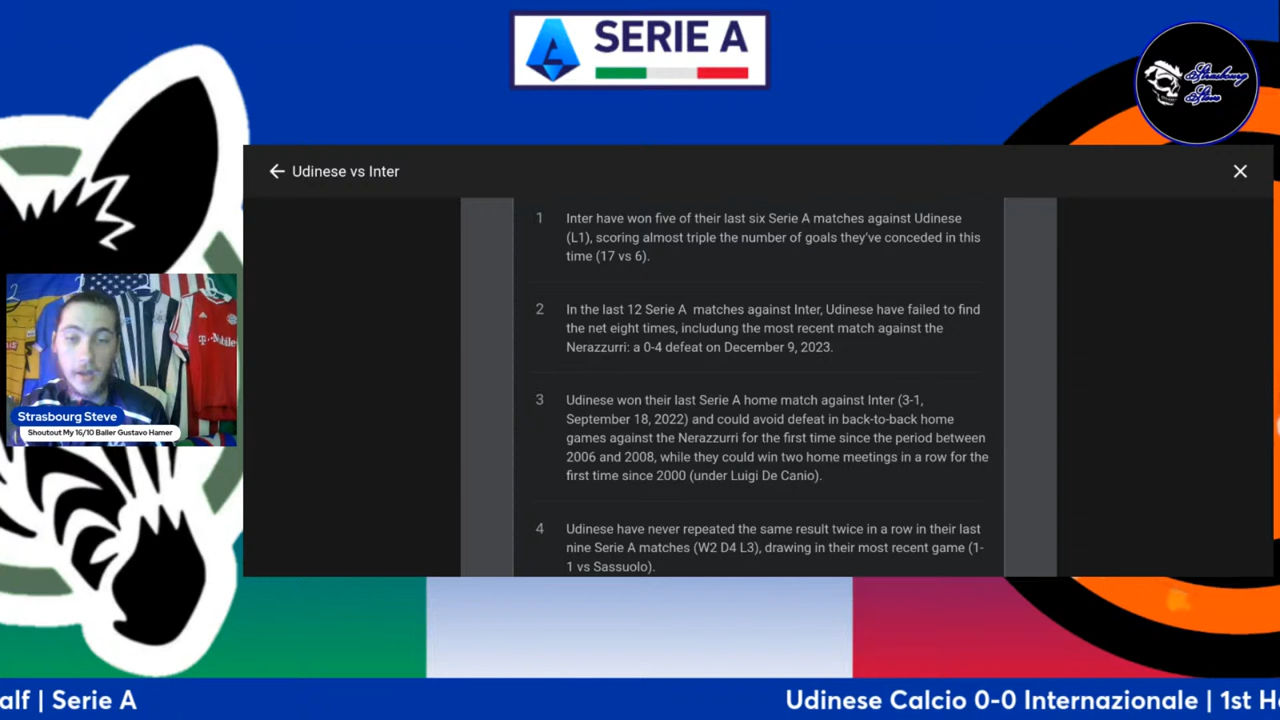 SERIE A
Strasbourg
Steve
Udinese vs Inter
1 Inter have won five of their last six Serie A matches against Udinese
(L1), scoring almost triple the number of goals they've conceded in this
time (17 vs 6).
2 In the last 12 Serie A matches against Inter, Udinese have failed to find
the net eight times, includung the most recent match against the
Nerazzurri: a 0-4 defeat on December 9, 2023.
3 Udinese won their last Serie A home match against Inter (3-1,
September 18, 2022) and could avoid defeat in back-to-back home
games against the Nerazzurri for the first time since the period between
2006 and 2008, while they could win two home meetings in a row for the
first time since 2000 (under Luigi De Canio).
4 Udinese have never repeated the same result twice in a row in their last
nine Serie A matches (W2 D4 L3), drawing in their most recent game (1-
1 vs Sassuolo).
T-Mobile
Strasbourg Steve
Shoutout My 16/10 Baller Gustavo Hamer
alf | Serie A
Udinese Calcio 0-0 Internazionale | 1st H